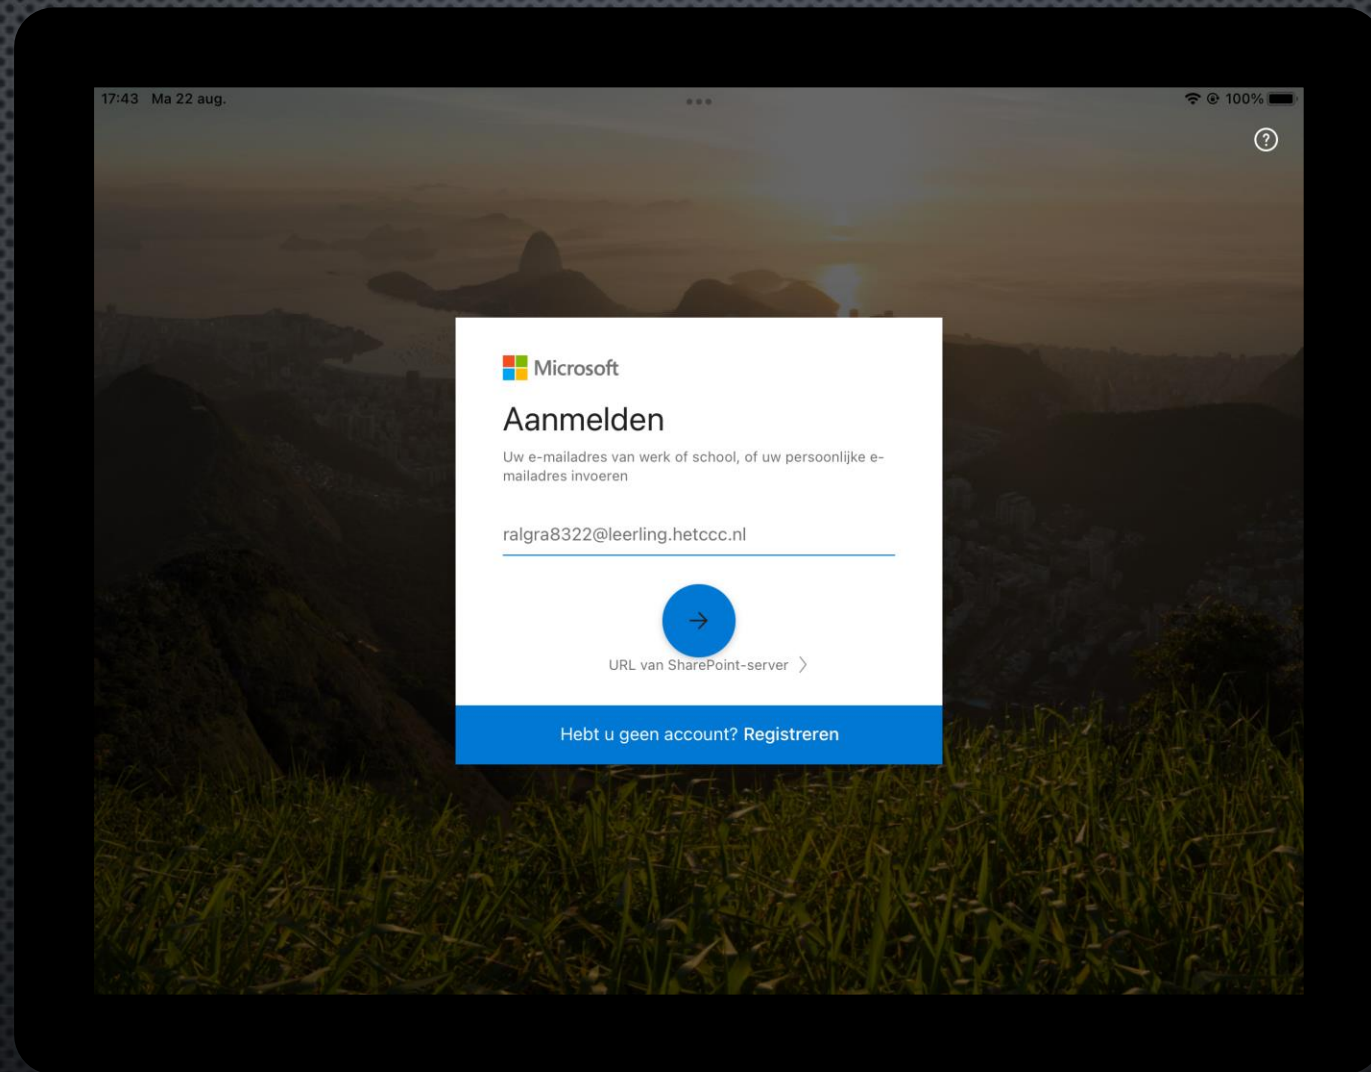 17:43 Ma 22 aug.
100%
?
Microsoft
Aanmelden
Uw e-mailadres van werk of school, of uw persoonlijke e-
mailadres invoeren
ralgra8322@leerling.hetccc.nl
URL van SharePoint-server
Hebt u geen account? Registreren